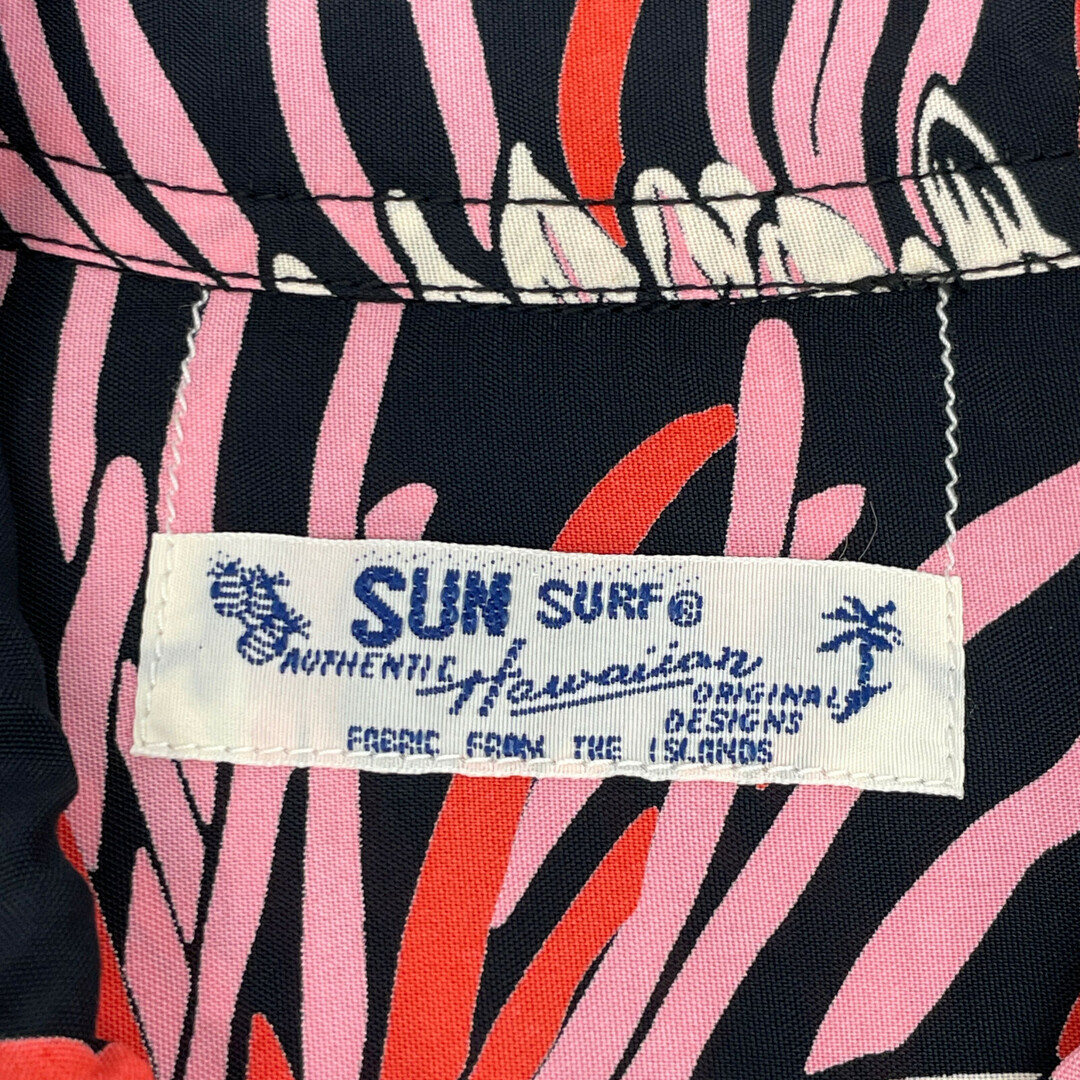 SUN SURF®
AUTHENTIC Hawaiian ORIGINAL
DESIGNS
FABRIC FROM THE ISLANDS